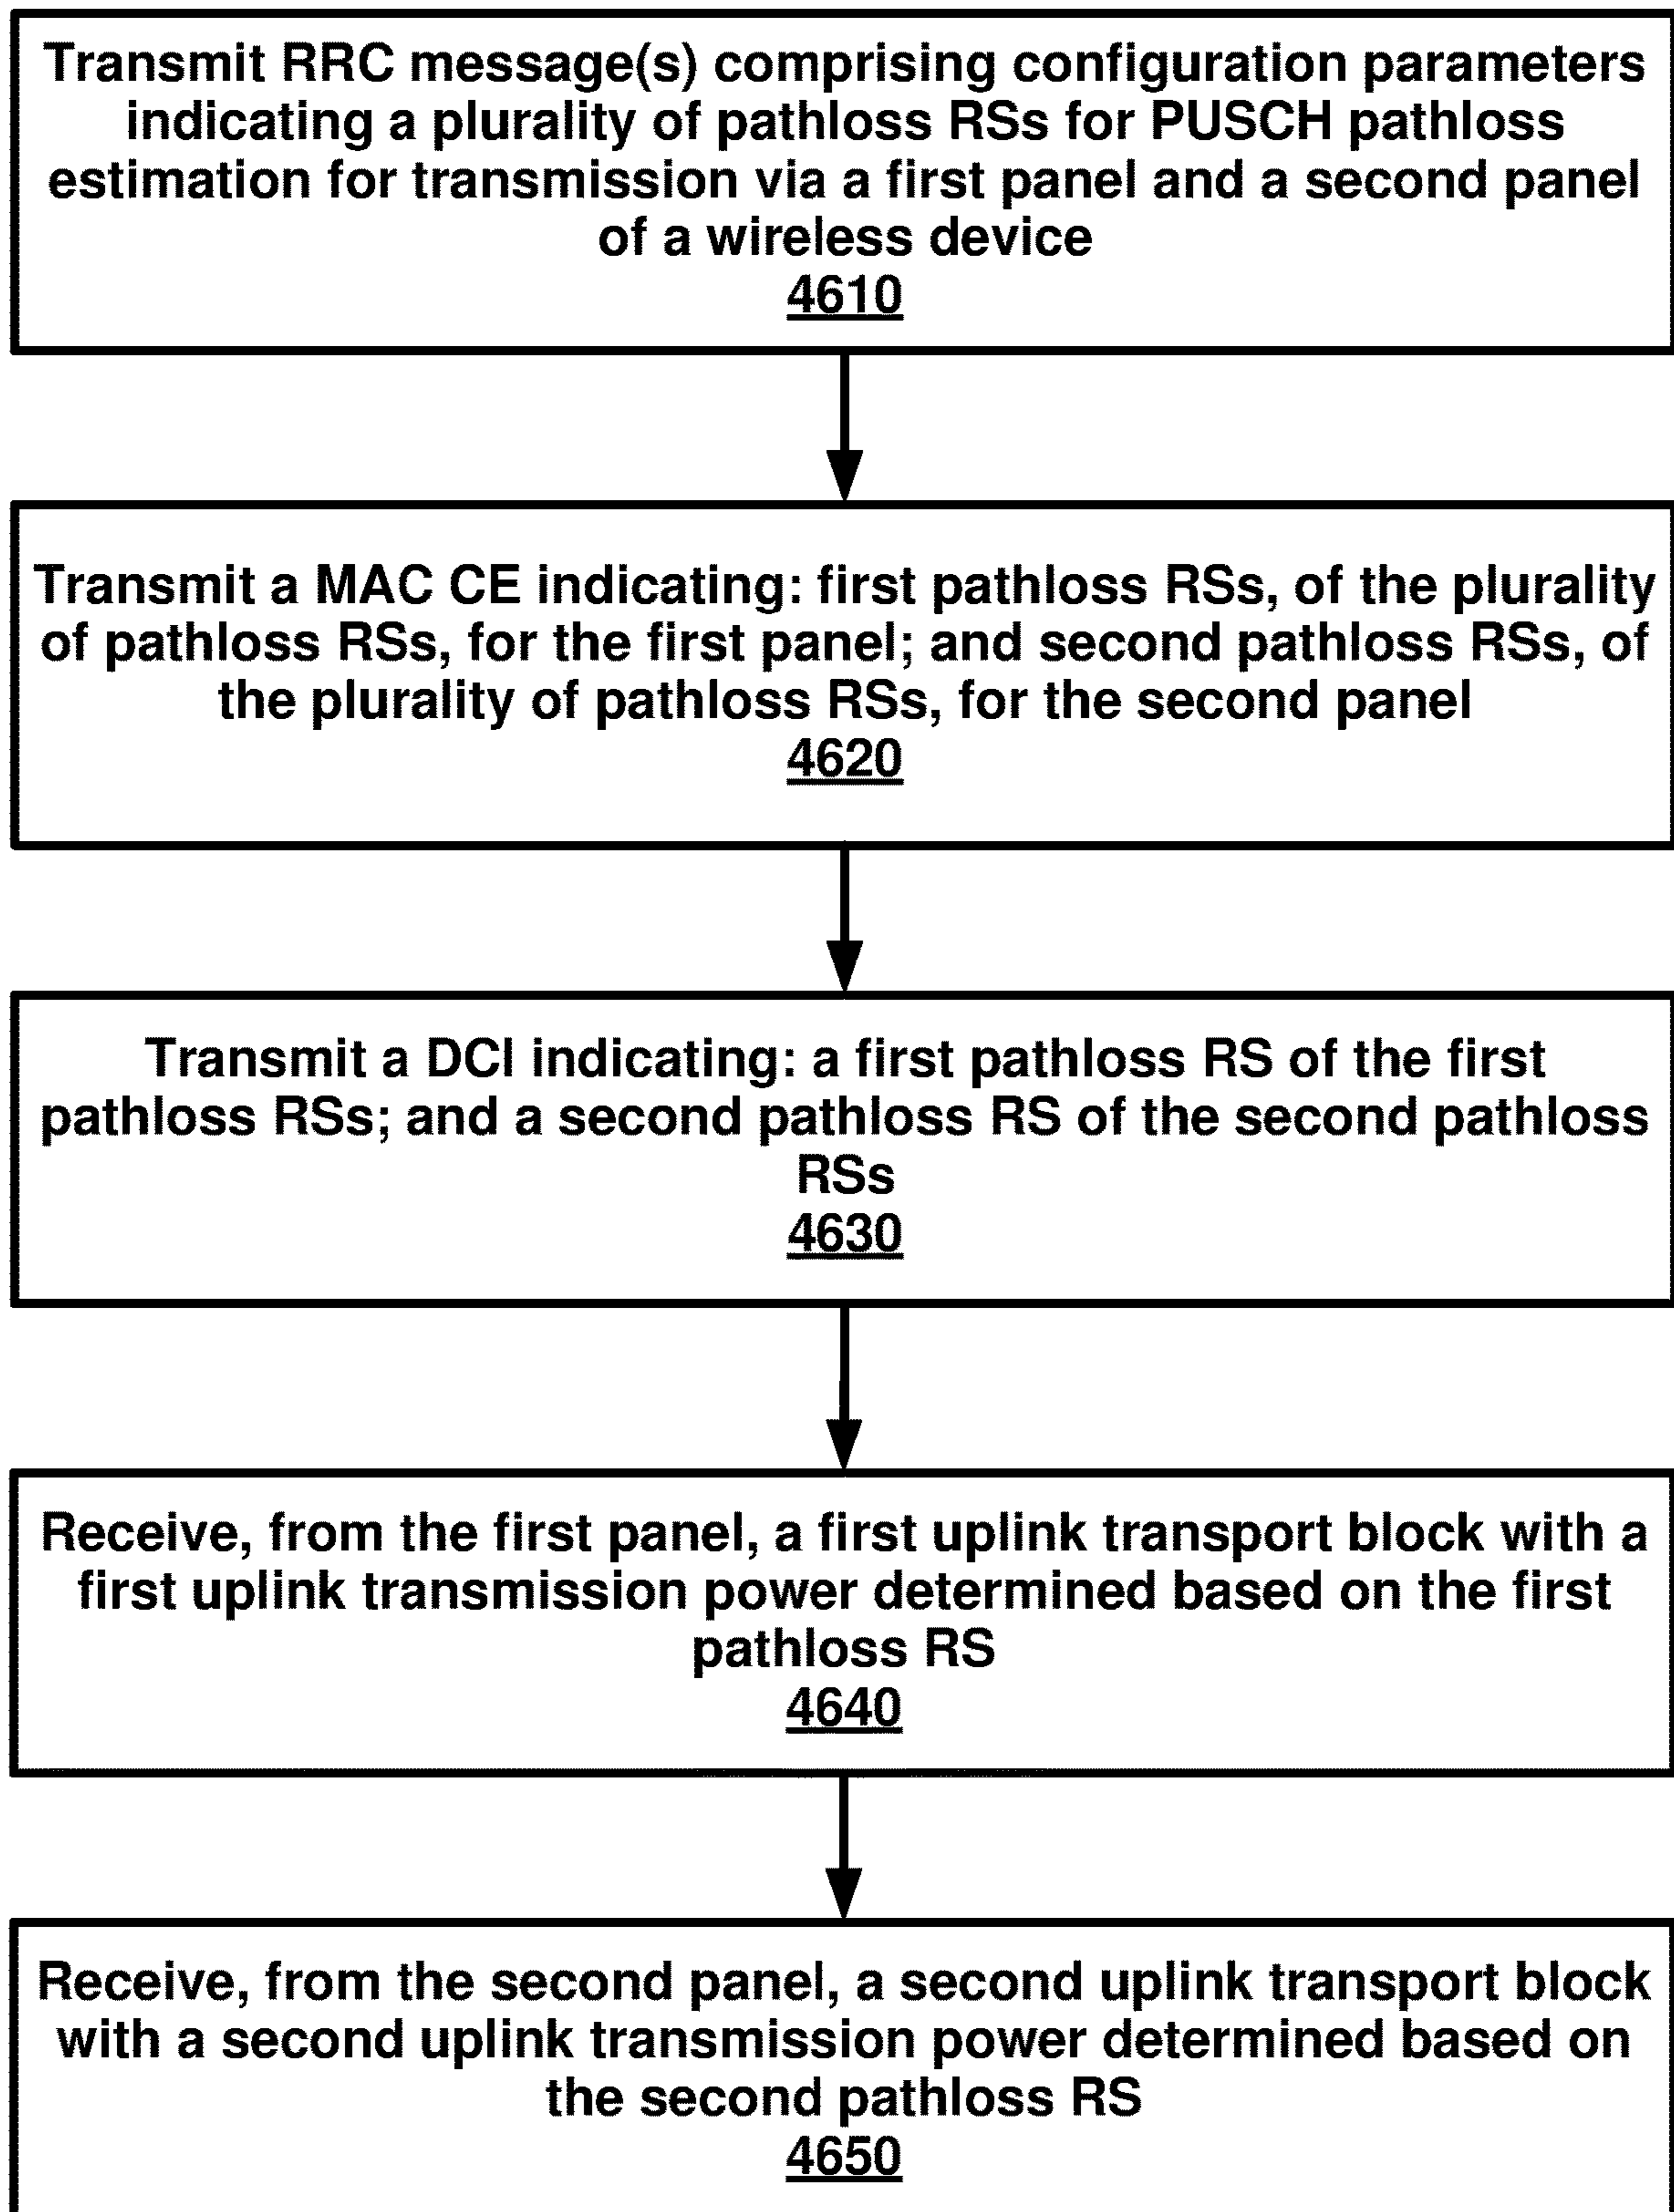 Transmit RRC message(s) comprising configuration parameters
indicating a plurality of pathloss RSs for PUSCH pathloss
estimation for transmission via a first panel and a second panel
of a wireless device
4610
Transmit a MAC CE indicating: first pathloss RSs, of the plurality
of pathloss RSs, for the first panel; and second pathloss RSs, of
the plurality of pathloss RSs, for the second panel
4620
Transmit a DCI indicating: a first pathloss RS of the first
pathloss RSs; and a second pathloss RS of the second pathloss
RSs
4630
Receive, from the first panel, a first uplink transport block with a
first uplink transmission power determined based on the first
pathloss RS
4640
Receive, from the second panel, a second uplink transport block
with a second uplink transmission power determined based on
the second pathloss RS
4650